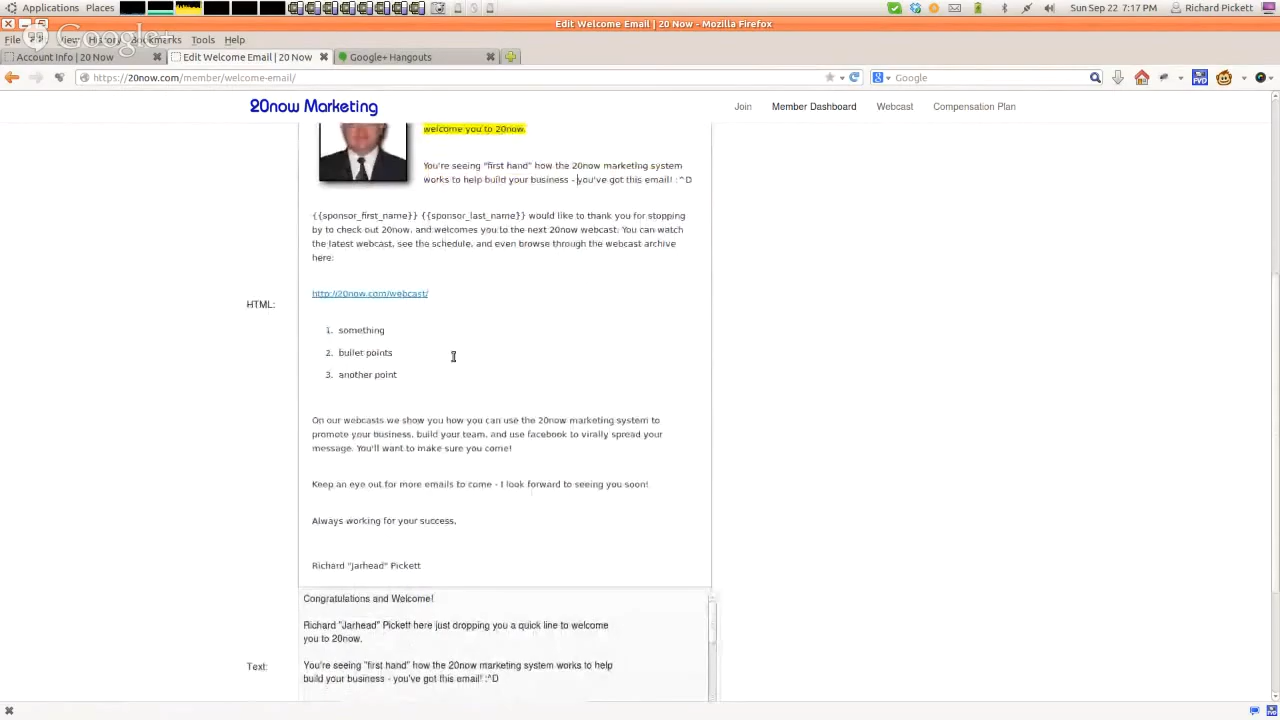 Applications Places
Sun Sep 22 7:17 PM
Richard Pickett
Edit Welcome Email | 20 Now - Mozilla Firefox
File
View History Bookmarks Tools Help
Google+
Account Info | 20 Now
Edit Welcome Email | 20 Now
Google+ Hangouts
https://20now.com/member/welcome-email/
Google
FVD
20now Marketing
Join Member Dashboard Webcast Compensation Plan
welcome you to 20now.
You're seeing "first hand" how the 20now marketing system
works to help build your business - you've got this email! :^D
{{sponsor_first_name}} {{sponsor_last_name}} would like to thank you for stopping
by to check out 20now, and welcomes you to the next 20now webcast. You can watch
the latest webcast, see the schedule, and even browse through the webcast archive
here:
http://20now.com/webcast/
HTML:
1. something
2. bullet points
3. another point
On our webcasts we show you how you can use the 20now marketing system to
promote your business, build your team, and use facebook to virally spread your
message. You'll want to make sure you come!
Keep an eye out for more emails to come - I look forward to seeing you soon!
Always working for your success,
Richard "Jarhead" Pickett
Congratulations and Welcome!
Richard "Jarhead" Pickett here just dropping you a quick line to welcome
you to 20now.
Text:
You're seeing "first hand" how the 20now marketing system works to help
build your business - you've got this email! :^D